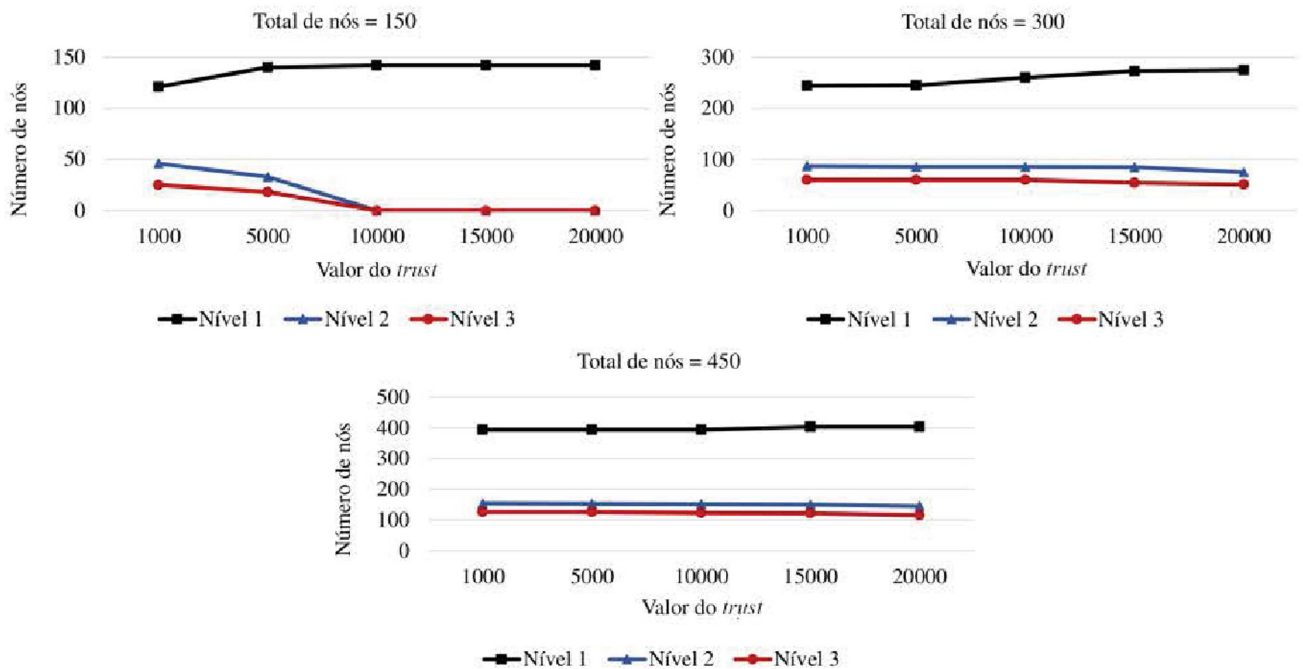 Total de nós = 150
Número de nós
150
100
50
0
1000 5000 10000 15000 20000
Valor do trust
Nível 1 Nível 2 Nível 3
Total de nós = 300
Número de nós
300
200
100
0
1000 5000 10000 15000 20000
Valor do trust
Nível 1 Nível 2 Nível 3
Total de nós = 450
Número de nós
500
400
300
200
100
0
1000 5000 10000 15000 20000
Valor do trust
Nível 1 Nível 2 Nível 3